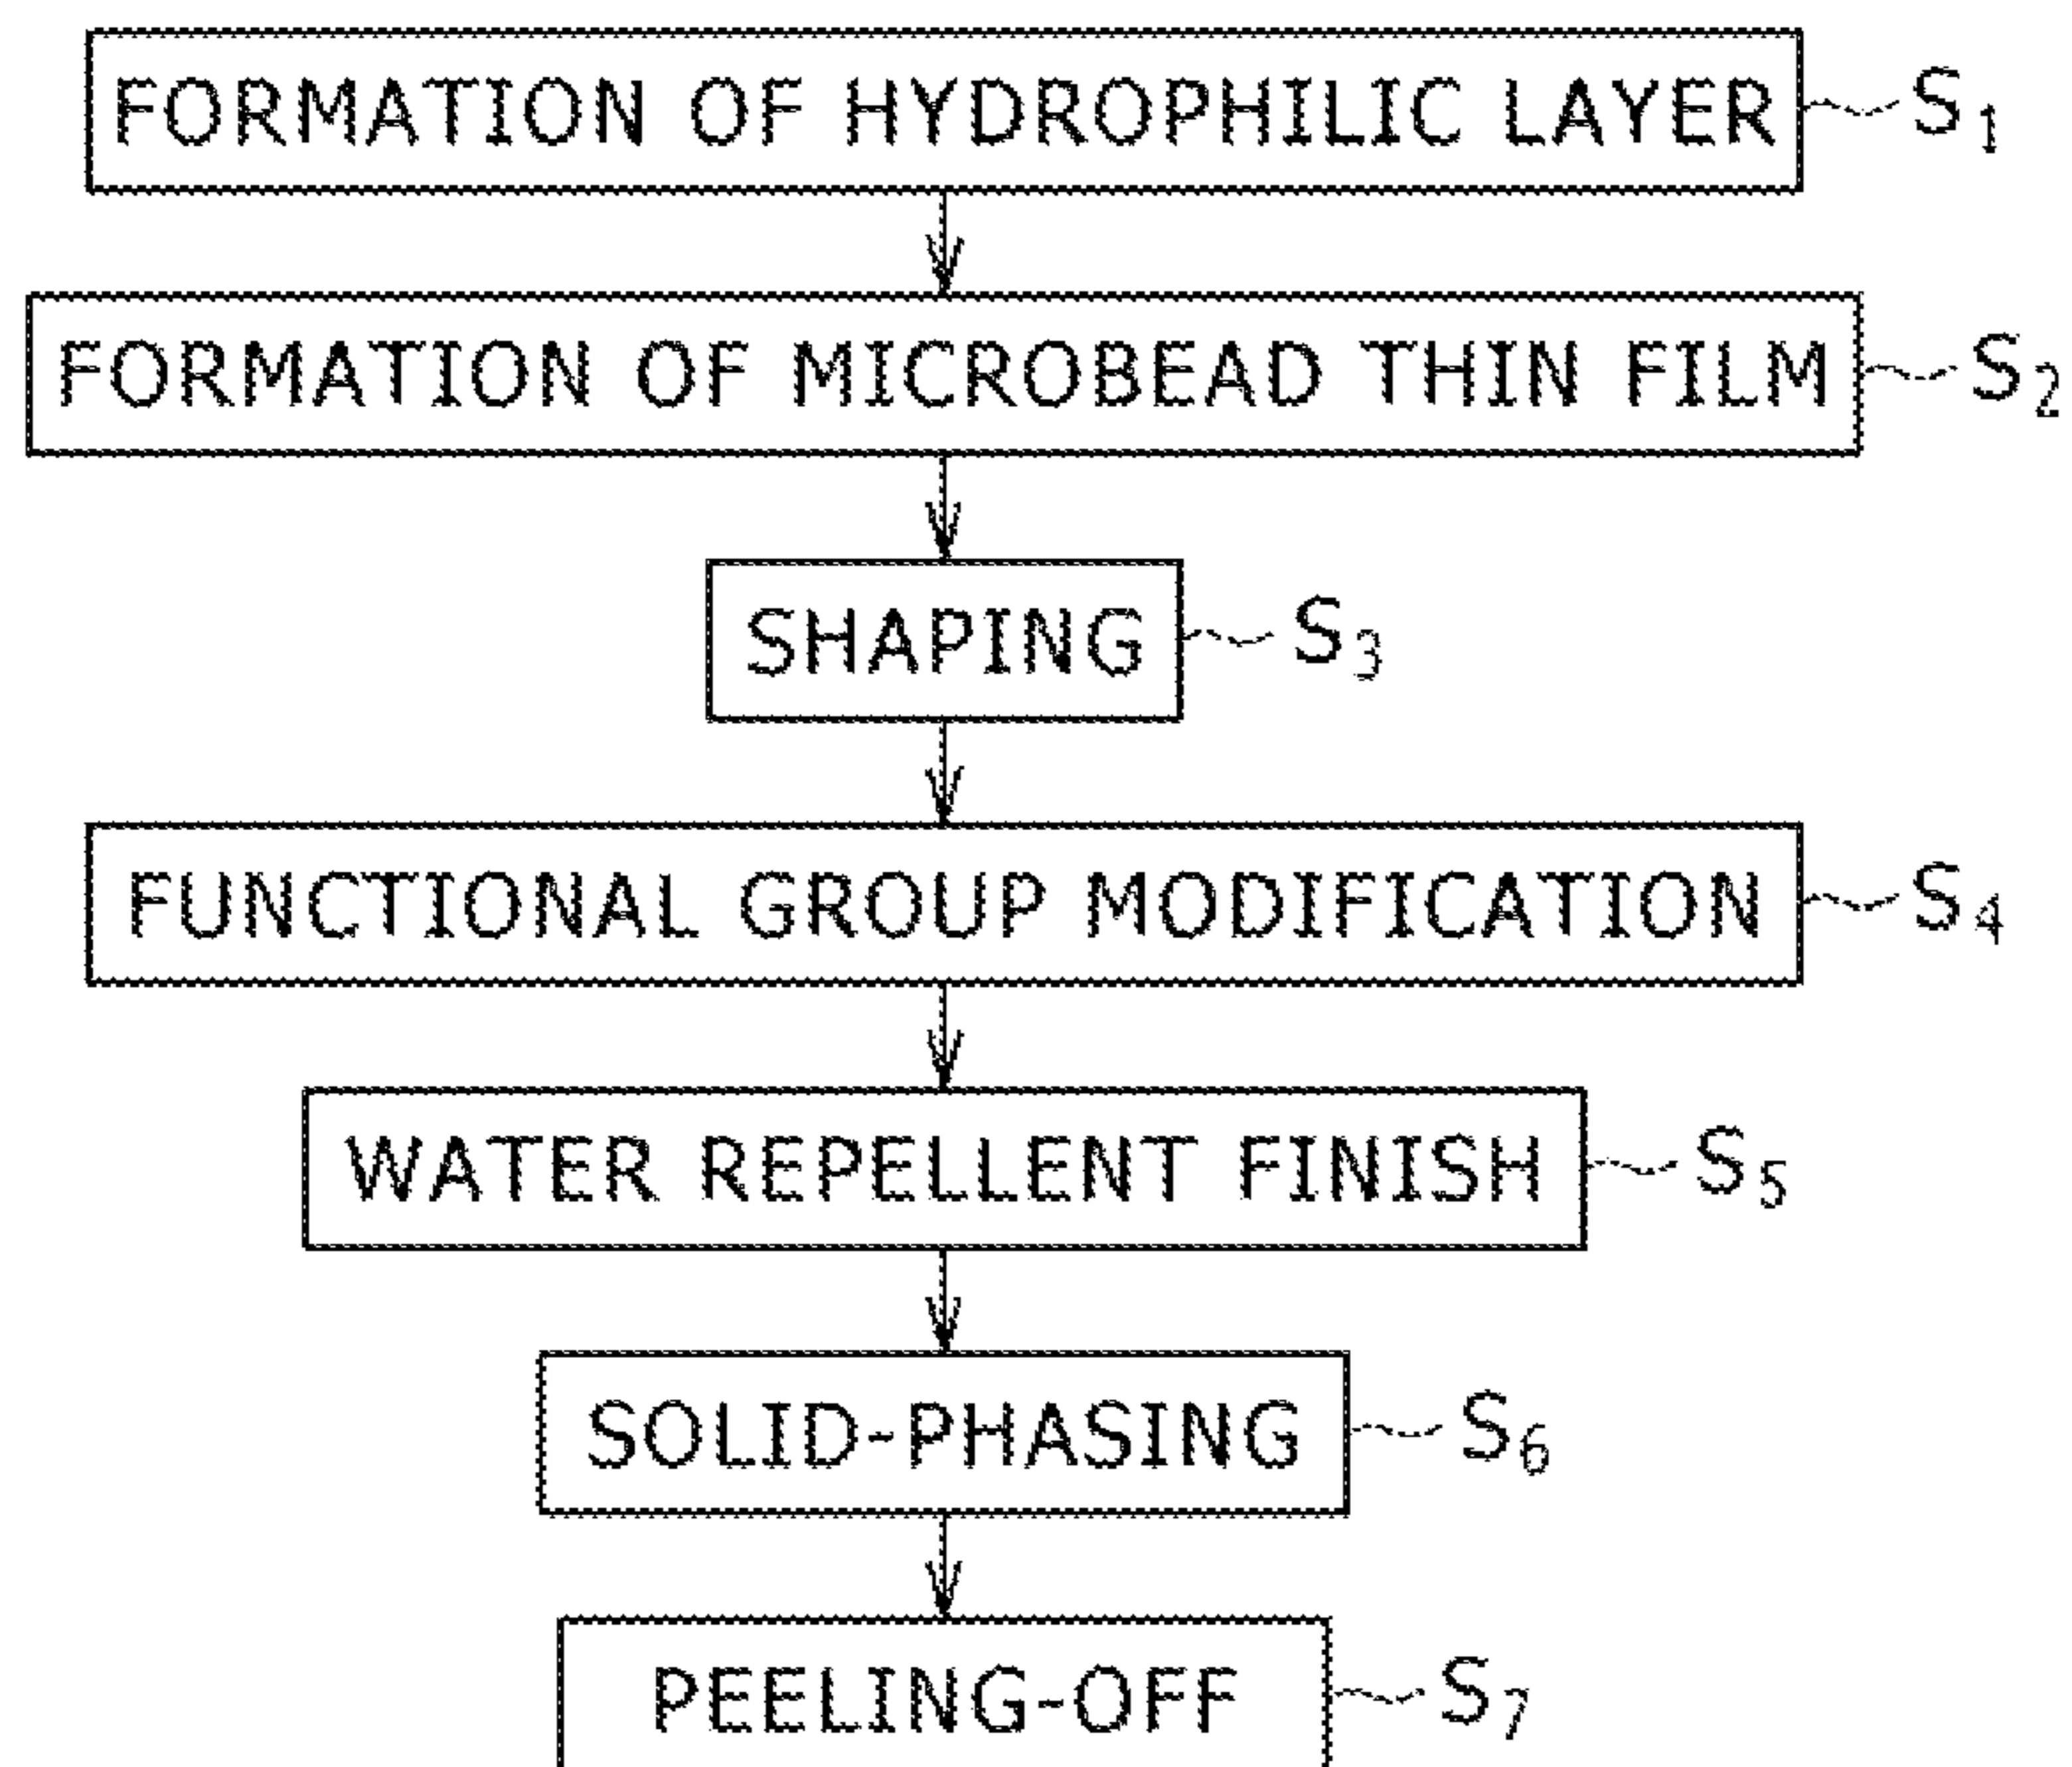 FORMATION OF HYDROPHILIC LAYER S1
FORMATION OF MICROBEAD THIN FILM S2
SHAPING S3
FUNCTIONAL GROUP MODIFICATION S4
WATER REPELLENT FINISH S5
SOLID-PHASING S6
PEELING-OFF S7